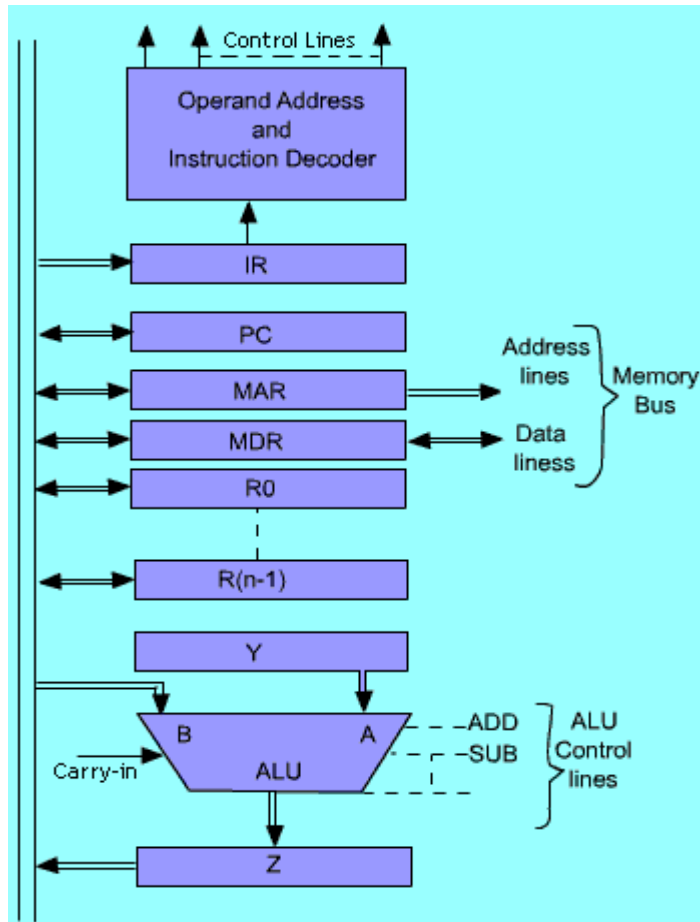 Control Lines
Operand Address
and
Instruction Decoder
IR
PC
MAR
MDR
R0
R(n-1)
Address
lines
Data
liness
Memory
Bus
Y
B
A
ALU
Carry-in
ADD
SUB
ALU
Control
lines
Z